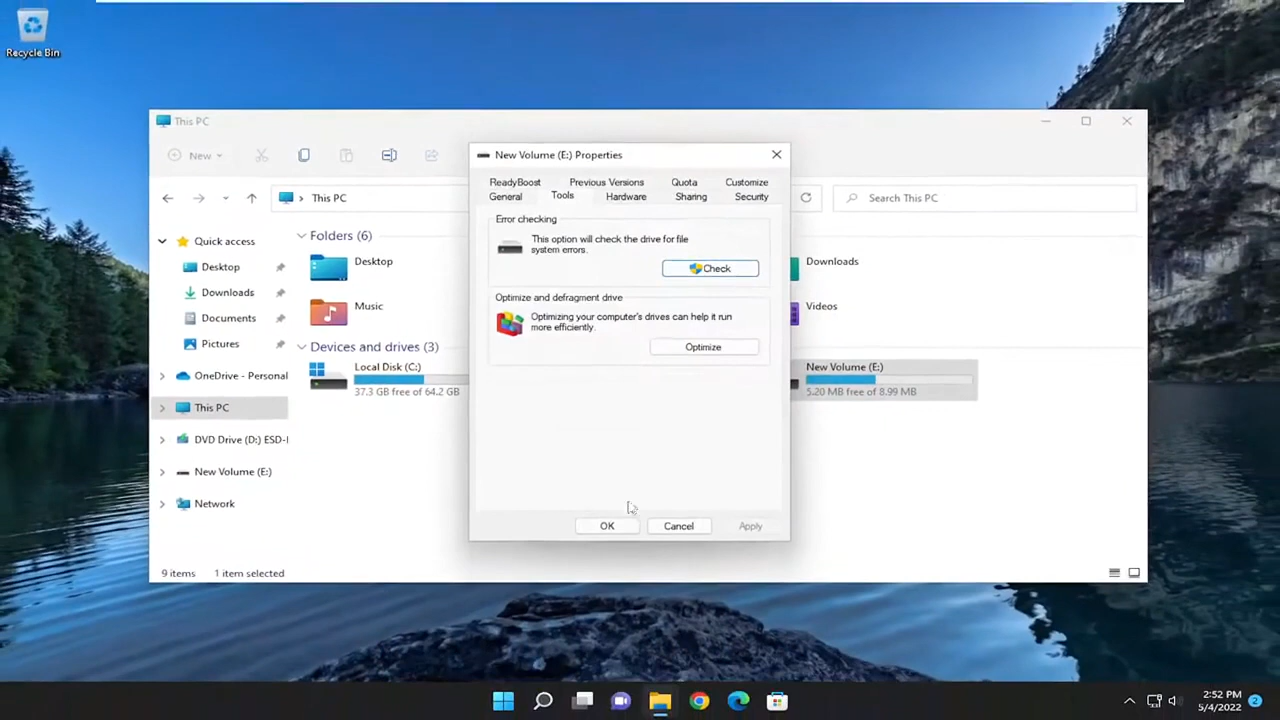 Recycle Bin
This PC
New
This PC
Search This PC
Quick access
Desktop
Downloads
Documents
Pictures
OneDrive - Personal
This PC
DVD Drive (D:) ESD-I
New Volume (E:)
Network
Folders (6)
Desktop
Music
Downloads
Videos
Devices and drives (3)
Local Disk (C:)
37.3 GB free of 64.2 GB
New Volume (E:)
5.20 MB free of 8.99 MB
9 items 1 item selected
New Volume (E:) Properties
ReadyBoost Previous Versions Quota Customize
General Tools Hardware Sharing Security
Error checking
This option will check the drive for file
system errors.
Check
Optimize and defragment drive
Optimizing your computer's drives can help it run
more efficiently.
Optimize
OK Cancel Apply
2:52 PM
5/4/2022
2